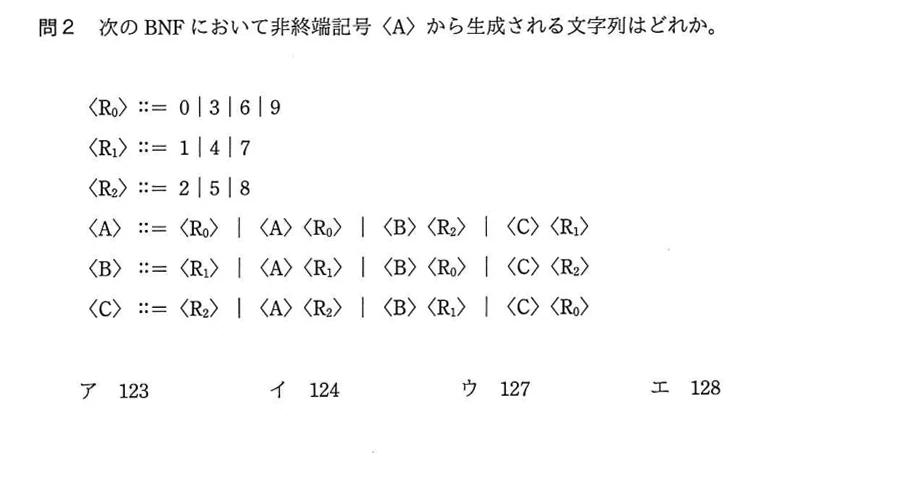 問2 次の BNF において非終端記号〈A〉から生成される文字列はどれか。
〈R₀〉::= 0 | 3 | 6 | 9
〈R₁〉::= 1 | 4 | 7
〈R₂〉::= 2 | 5 | 8
〈A〉::= 〈R₀〉 | 〈A〉〈R₀〉 | 〈B〉〈R₂〉 | 〈C〉〈R₁〉
〈B〉::= 〈R₁〉 | 〈A〉〈R₁〉 | 〈B〉〈R₀〉 | 〈C〉〈R₂〉
〈C〉::= 〈R₂〉 | 〈A〉〈R₂〉 | 〈B〉〈R₁〉 | 〈C〉〈R₀〉
ア 123 イ 124 ウ 127 エ 128